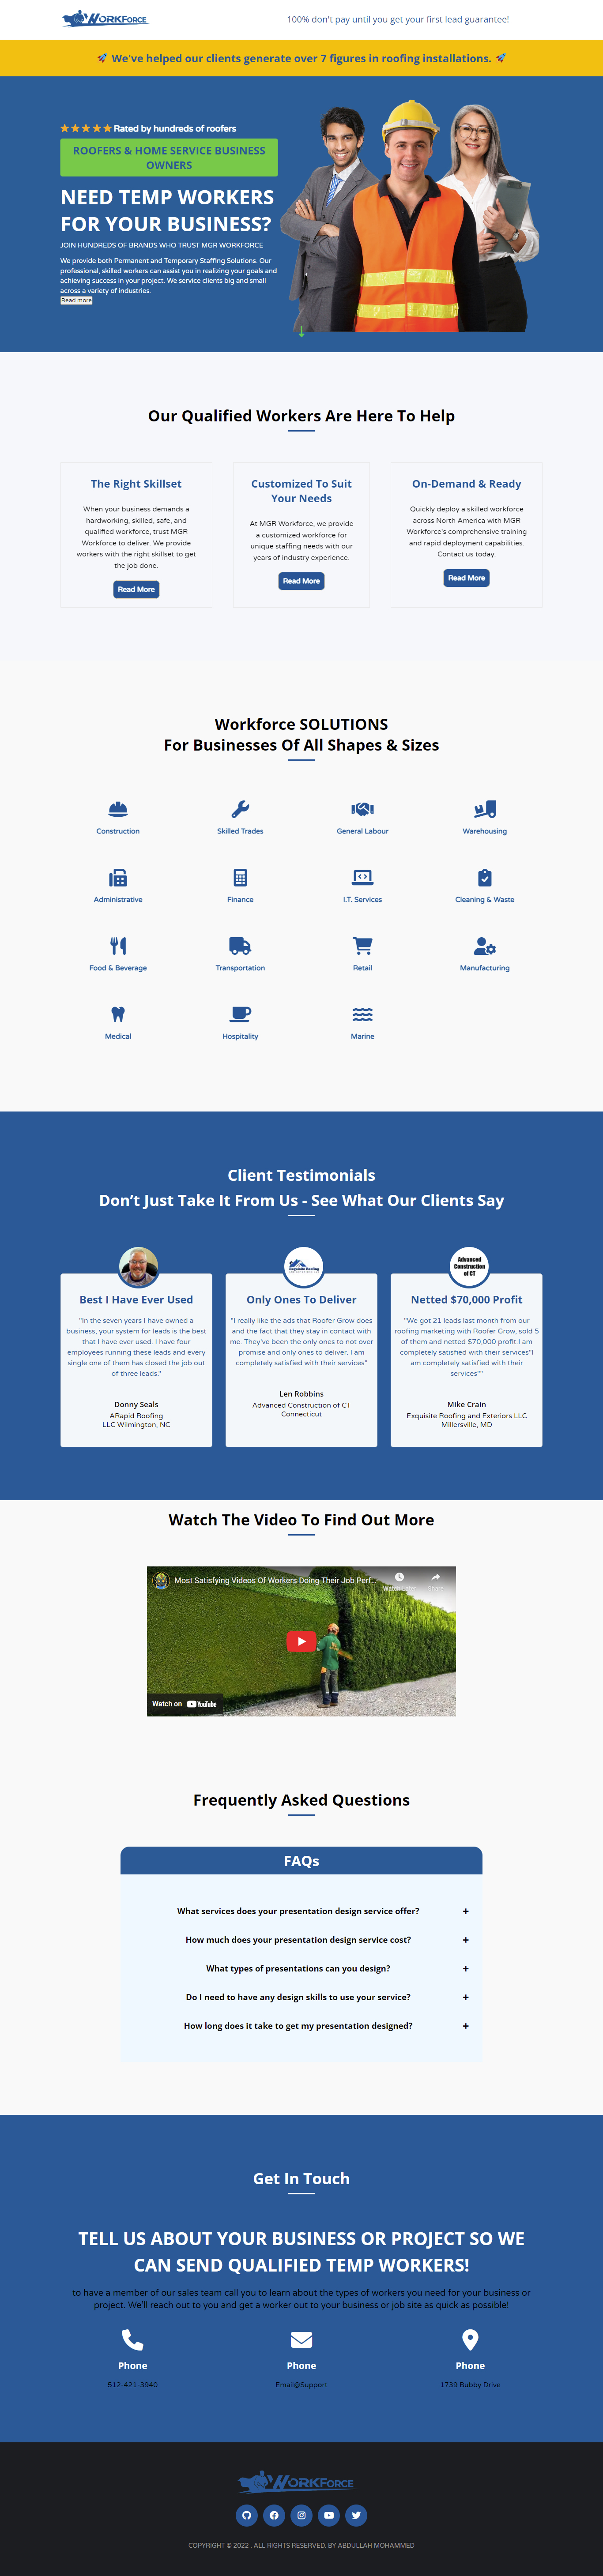 WORKFORCE
100% don't pay until you get your first lead guarantee!
🚀 We've helped our clients generate over 7 figures in roofing installations. 🚀
Rated by hundreds of roofers
ROOFERS & HOME SERVICE BUSINESS
OWNERS
NEED TEMP WORKERS
FOR YOUR BUSINESS?
JOIN HUNDREDS OF BRANDS WHO TRUST MGR WORKFORCE
We provide both Permanent and Temporary Staffing Solutions. Our
professional, skilled workers can assist you in realizing your goals and
achieving success in your project. We service clients big and small
across a variety of industries.
Read more
Our Qualified Workers Are Here To Help
The Right Skillset
When your business demands a
hardworking, skilled, safe, and
qualified workforce, trust MGR
Workforce to deliver. We provide
workers with the right skillset to get
the job done.
Read More
Customized To Suit
Your Needs
At MGR Workforce, we provide
a customized workforce for
unique staffing needs with our
years of industry experience.
Read More
On-Demand & Ready
Quickly deploy a skilled workforce
across North America with MGR
Workforce's comprehensive training
and rapid deployment capabilities.
Contact us today.
Read More
Workforce SOLUTIONS
For Businesses Of All Shapes & Sizes
Construction
Skilled Trades
General Labour
Warehousing
Administrative
Finance
I.T. Services
Cleaning & Waste
Food & Beverage
Transportation
Retail
Manufacturing
Medical
Hospitality
Marine
Client Testimonials
Don't Just Take It From Us - See What Our Clients Say
Best I Have Ever Used
"In the seven years I have owned a
business, your system for leads is the best
that I have ever used. I have four
employees running these leads and every
single one of them has closed the job out
of three leads."
Donny Seals
ARapid Roofing
LLC Wilmington, NC
Exquisite Roofing
Only Ones To Deliver
"I really like the ads that Roofer Grow does
and the fact that they stay in contact with
me. They've been the only ones to not over
promise and only ones to deliver. I am
completely satisfied with their services"
Len Robbins
Advanced Construction of CT
Connecticut
Advanced
Construction
of CT
Netted $70,000 Profit
"We got 21 leads last month from our
roofing marketing with Roofer Grow, sold 5
of them and netted $70,000 profit.I am
completely satisfied with their services"I
am completely satisfied with their
services""
Mike Crain
Exquisite Roofing and Exteriors LLC
Millersville, MD
Watch The Video To Find Out More
Most Satisfying Videos Of Workers Doing Their Job Perf...
Watch on YouTube
Frequently Asked Questions
FAQs
What services does your presentation design service offer? +
How much does your presentation design service cost? +
What types of presentations can you design? +
Do I need to have any design skills to use your service? +
How long does it take to get my presentation designed? +
Get In Touch
TELL US ABOUT YOUR BUSINESS OR PROJECT SO WE
CAN SEND QUALIFIED TEMP WORKERS!
to have a member of our sales team call you to learn about the types of workers you need for your business or
project. We'll reach out to you and get a worker out to your business or job site as quick as possible!
Phone
512-421-3940
Phone
Email@Support
Phone
1739 Bubby Drive
WORKFORCE
COPYRIGHT © 2022 . ALL RIGHTS RESERVED. BY ABDULLAH MOHAMMED